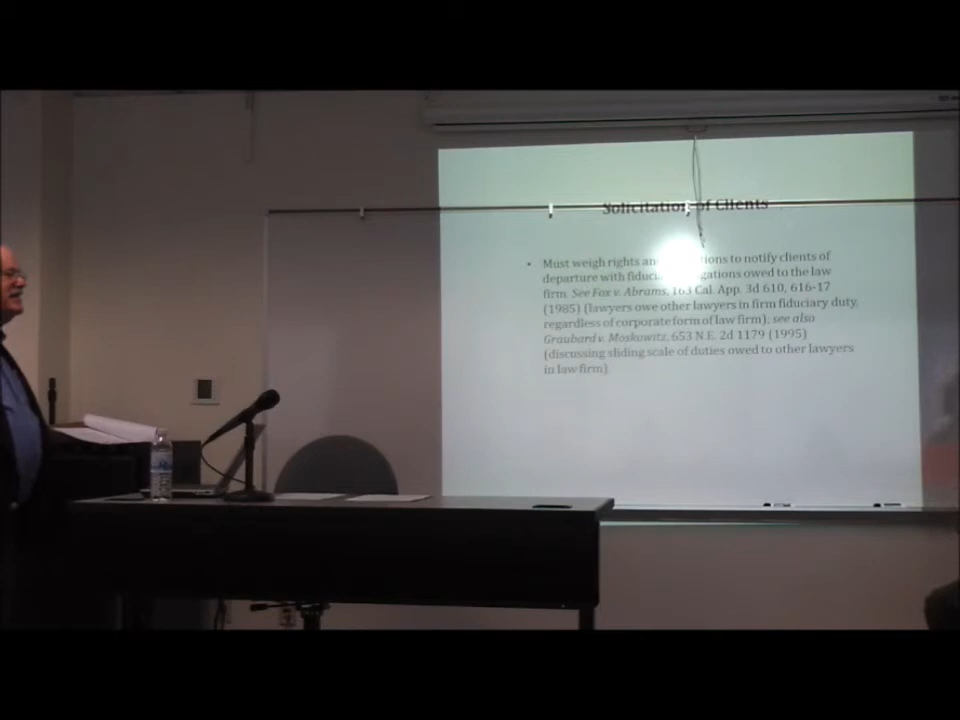 Solicitation of Clients
• Must weigh rights and to notify clients of
departure with owed to the law
firm. See Fox v. Abrams, 163 Cal. App. 3d 610, 616-17
(1985) (lawyers owe other lawyers in firm fiduciary duty,
regardless of corporate form of law firm); see also
Graubard v. Moskowitz, 653 N.E. 2d 1179 (1995)
(discussing sliding scale of duties owed to other lawyers
in law firm)